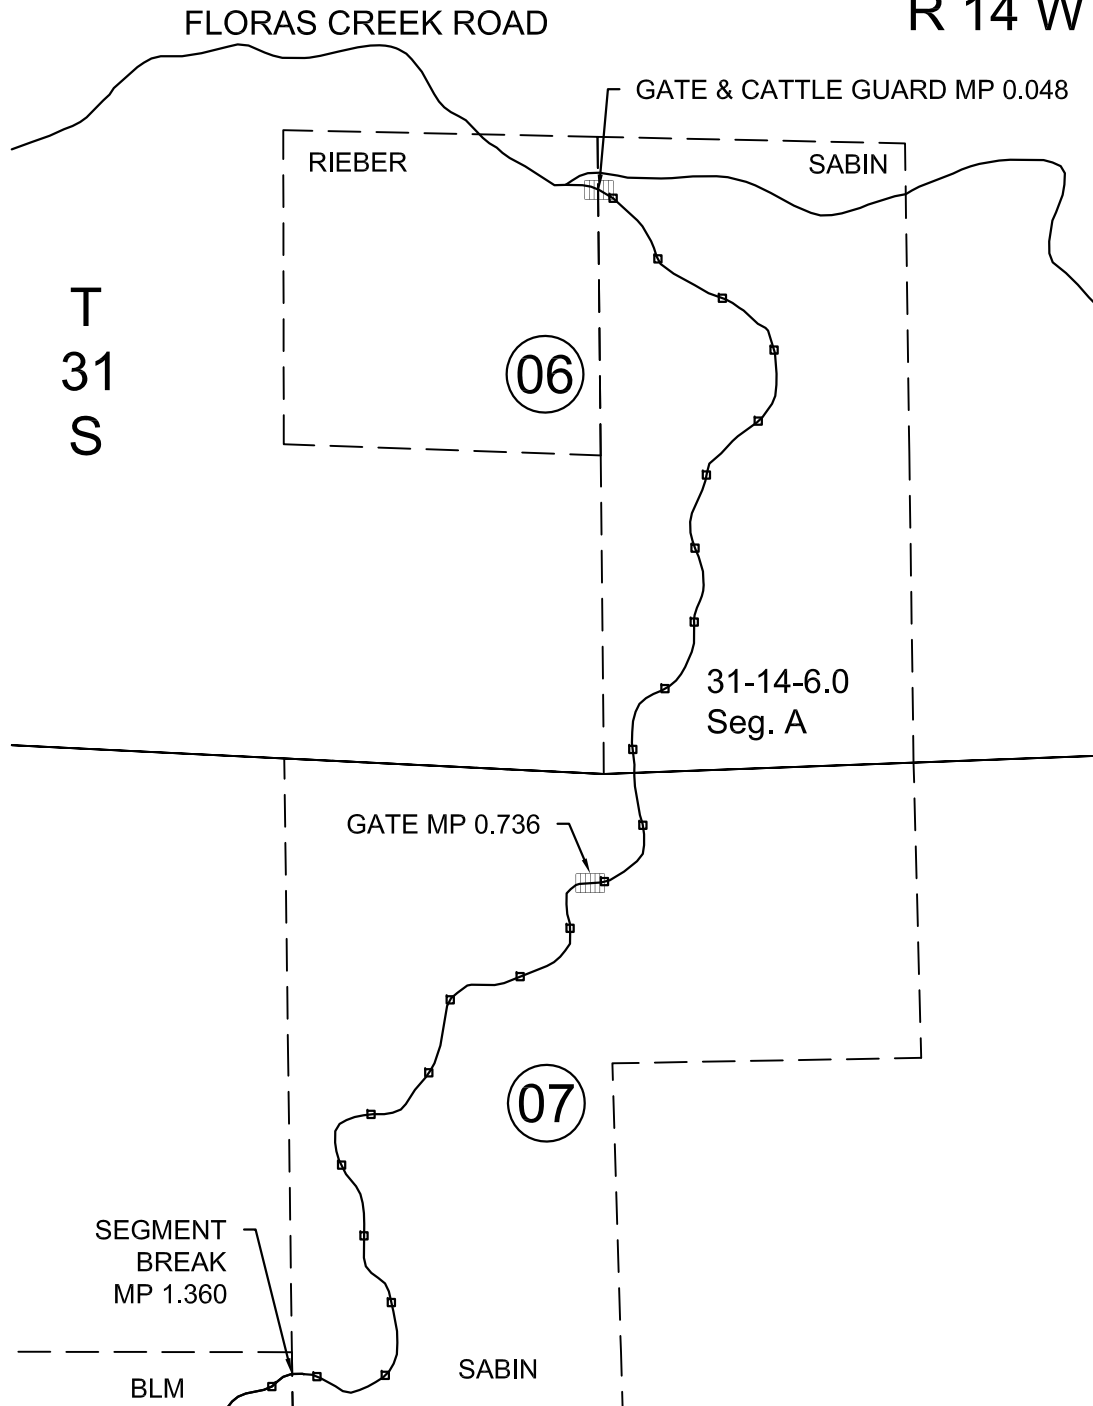 FLORAS CREEK ROAD
R 14 W
GATE & CATTLE GUARD MP 0.048
RIEBER
SABIN
T
31
S
06
31-14-6.0
Seg. A
GATE MP 0.736
07
SEGMENT
BREAK
MP 1.360
SABIN
BLM